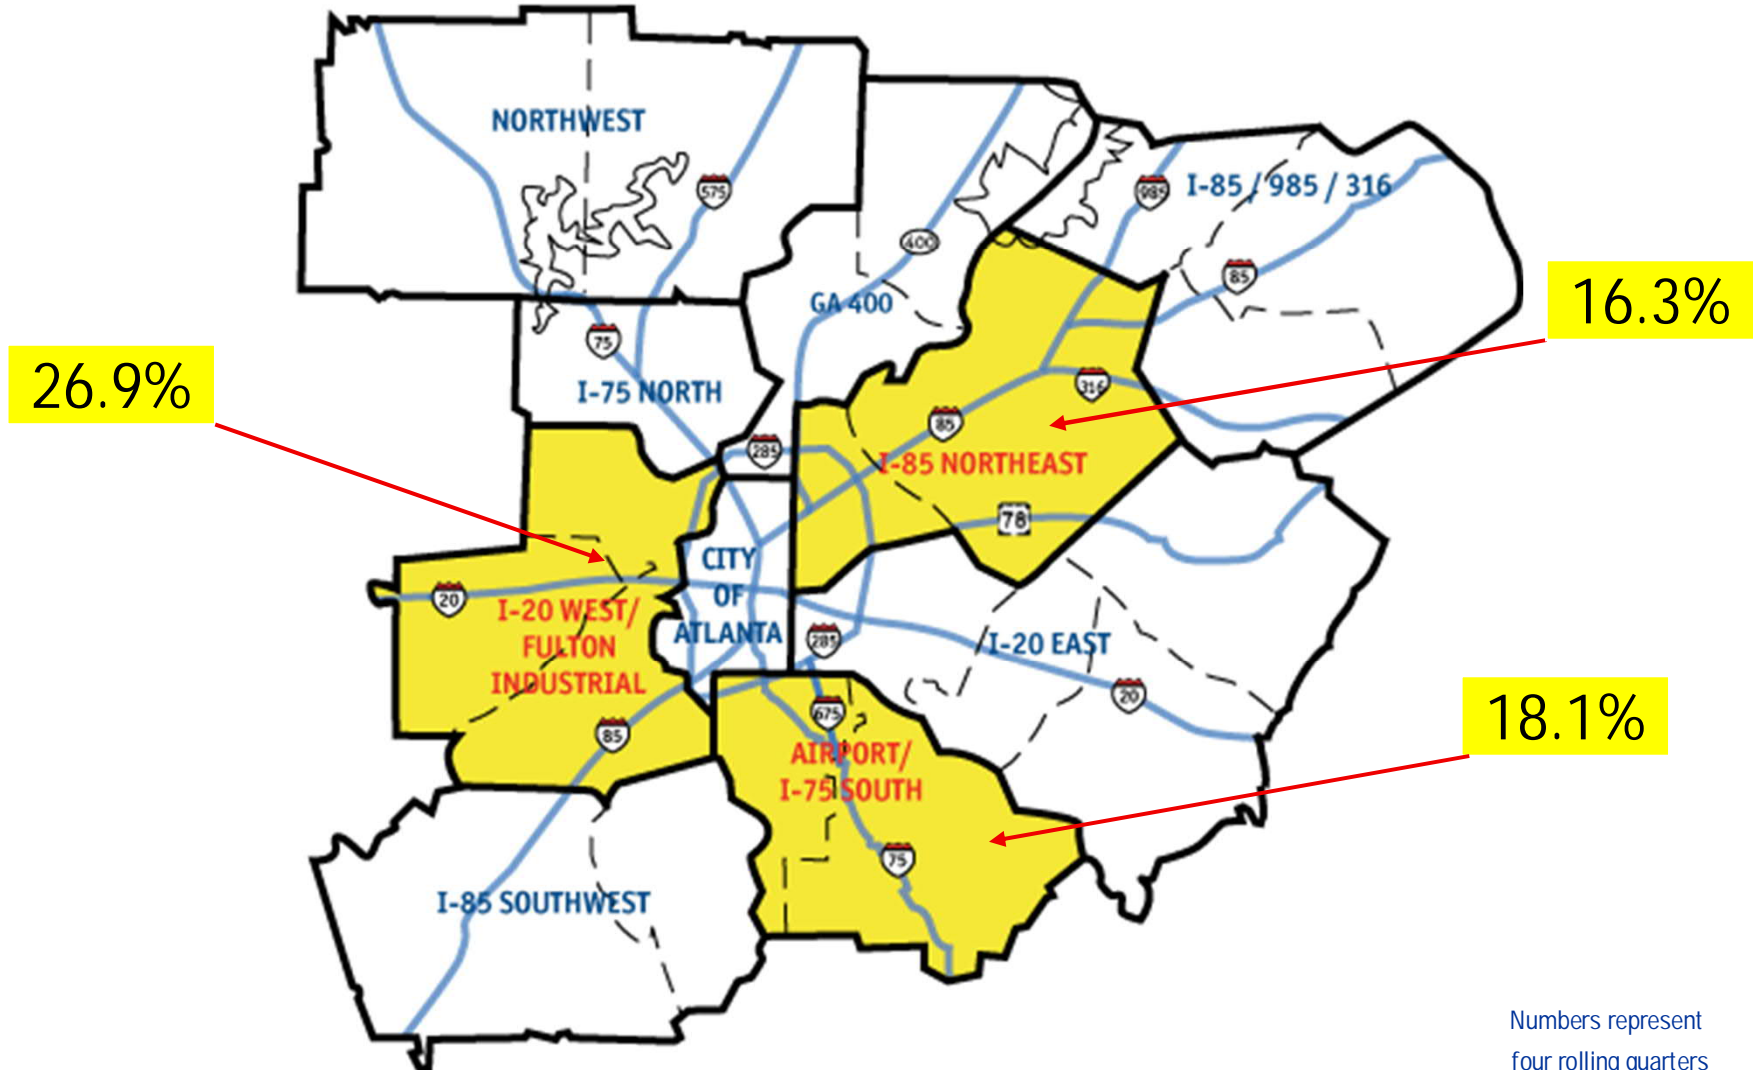 NORTHWEST
575
985
I-85 / 985 / 316
400
85
16.3%
GA 400
75
26.9%
I-75 NORTH
316
85
285
I-85 NORTHEAST
78
CITY
OF
ATLANTA
20
I-20 WEST/
FULTON
INDUSTRIAL
285
I-20 EAST
20
18.1%
675
85
AIRPORT/
I-75 SOUTH
75
I-85 SOUTHWEST
Numbers represent
four rolling quarters